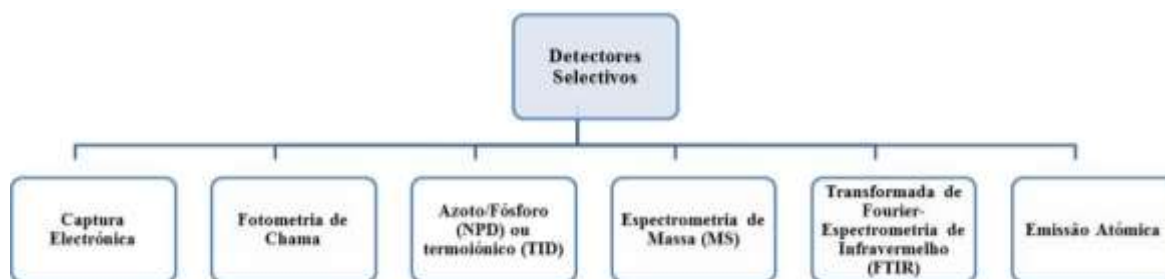 Detectores
Selectivos
Captura
Electrónica
Fotometria de
Chama
Azoto/Fósforo
(NPD) ou
termoiónico (TID)
Espectrometria de
Massa (MS)
Transformada de
Fourier-
Espectrometria de
Infravermelho
(FTIR)
Emissão Atómica